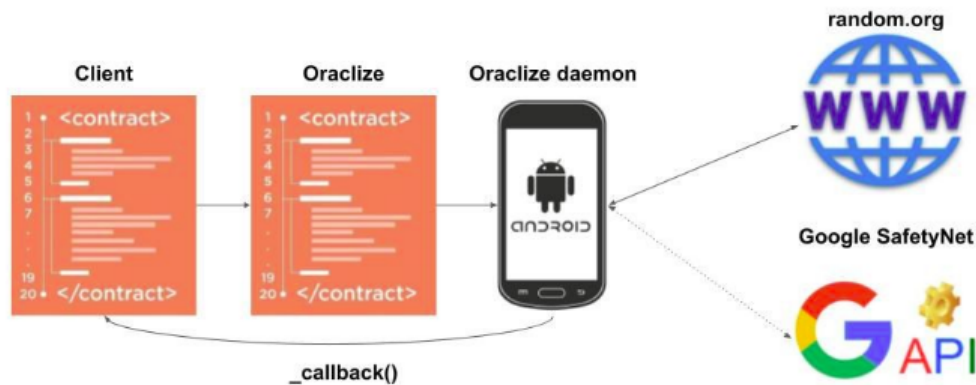 random.org
Client
Oraclize
Oraclize daemon
WWW
1
2
3
4
5
6
7
.
.
.
19
20
<contract>
</contract>
1
2
3
4
5
6
7
.
.
.
19
20
<contract>
</contract>
ANDROID
Google SafetyNet
G
API
_callback()